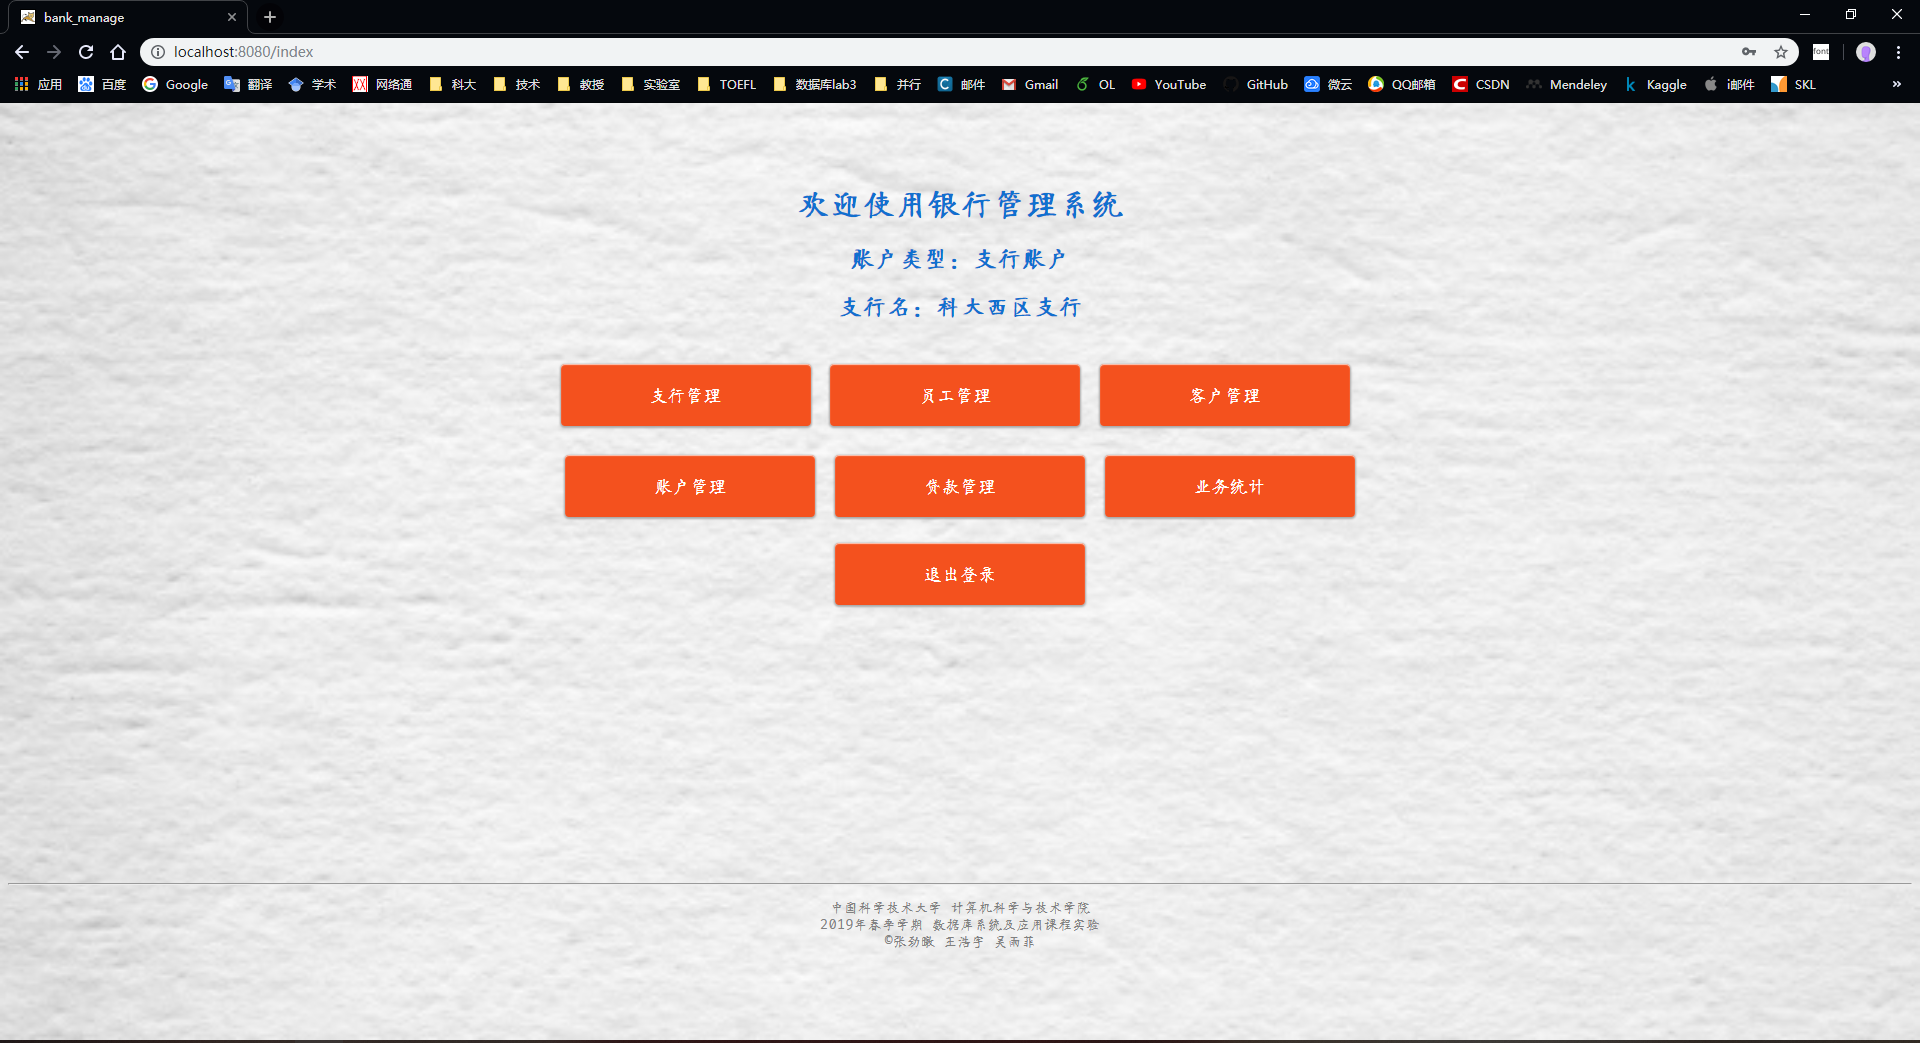 bank_manage
localhost:8080/index
font
应用 百度 Google 翻译 学术 网络通 科大 技术 教授 实验室 TOEFL 数据库lab3 并行 邮件 Gmail OL YouTube GitHub 微云 QQ邮箱 CSDN Mendeley Kaggle i邮件 SKL »
欢迎使用银行管理系统
账户类型：支行账户
支行名：科大西区支行
支行管理 员工管理 客户管理
账户管理 贷款管理 业务统计
退出登录
中国科学技术大学 计算机科学与技术学院
2019年春季学期 数据库系统及应用课程实验
©张劲暾 王浩宇 吴雨菲